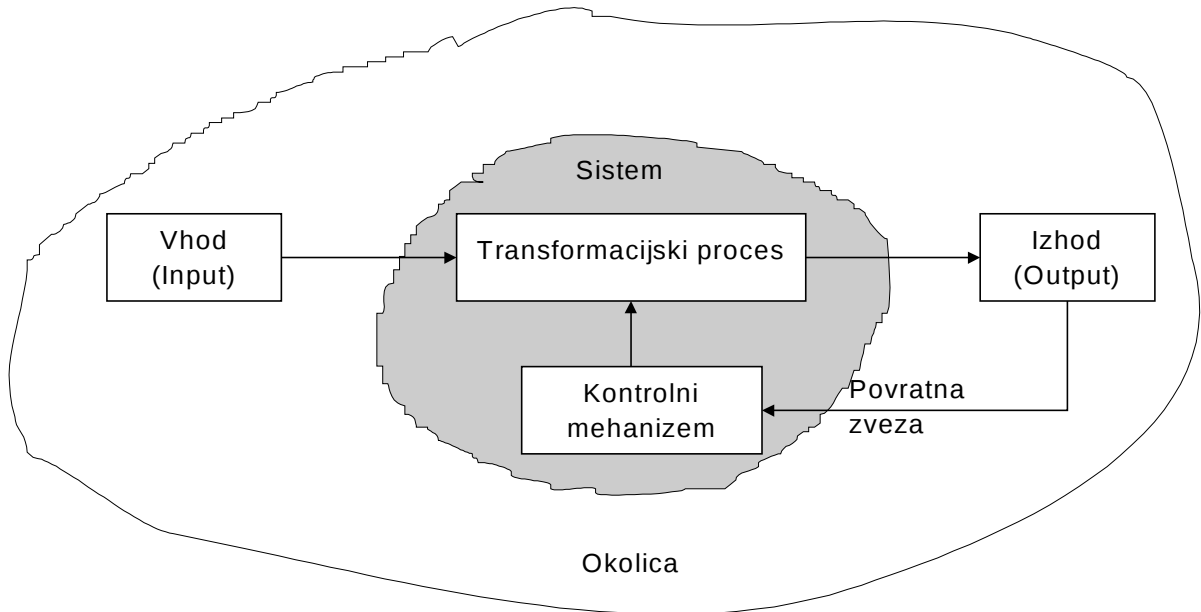 Sistem
Vhod
(Input)
Transformacijski proces
Izhod
(Output)
Kontrolni
mehanizem
Povratna
zveza
Okolica